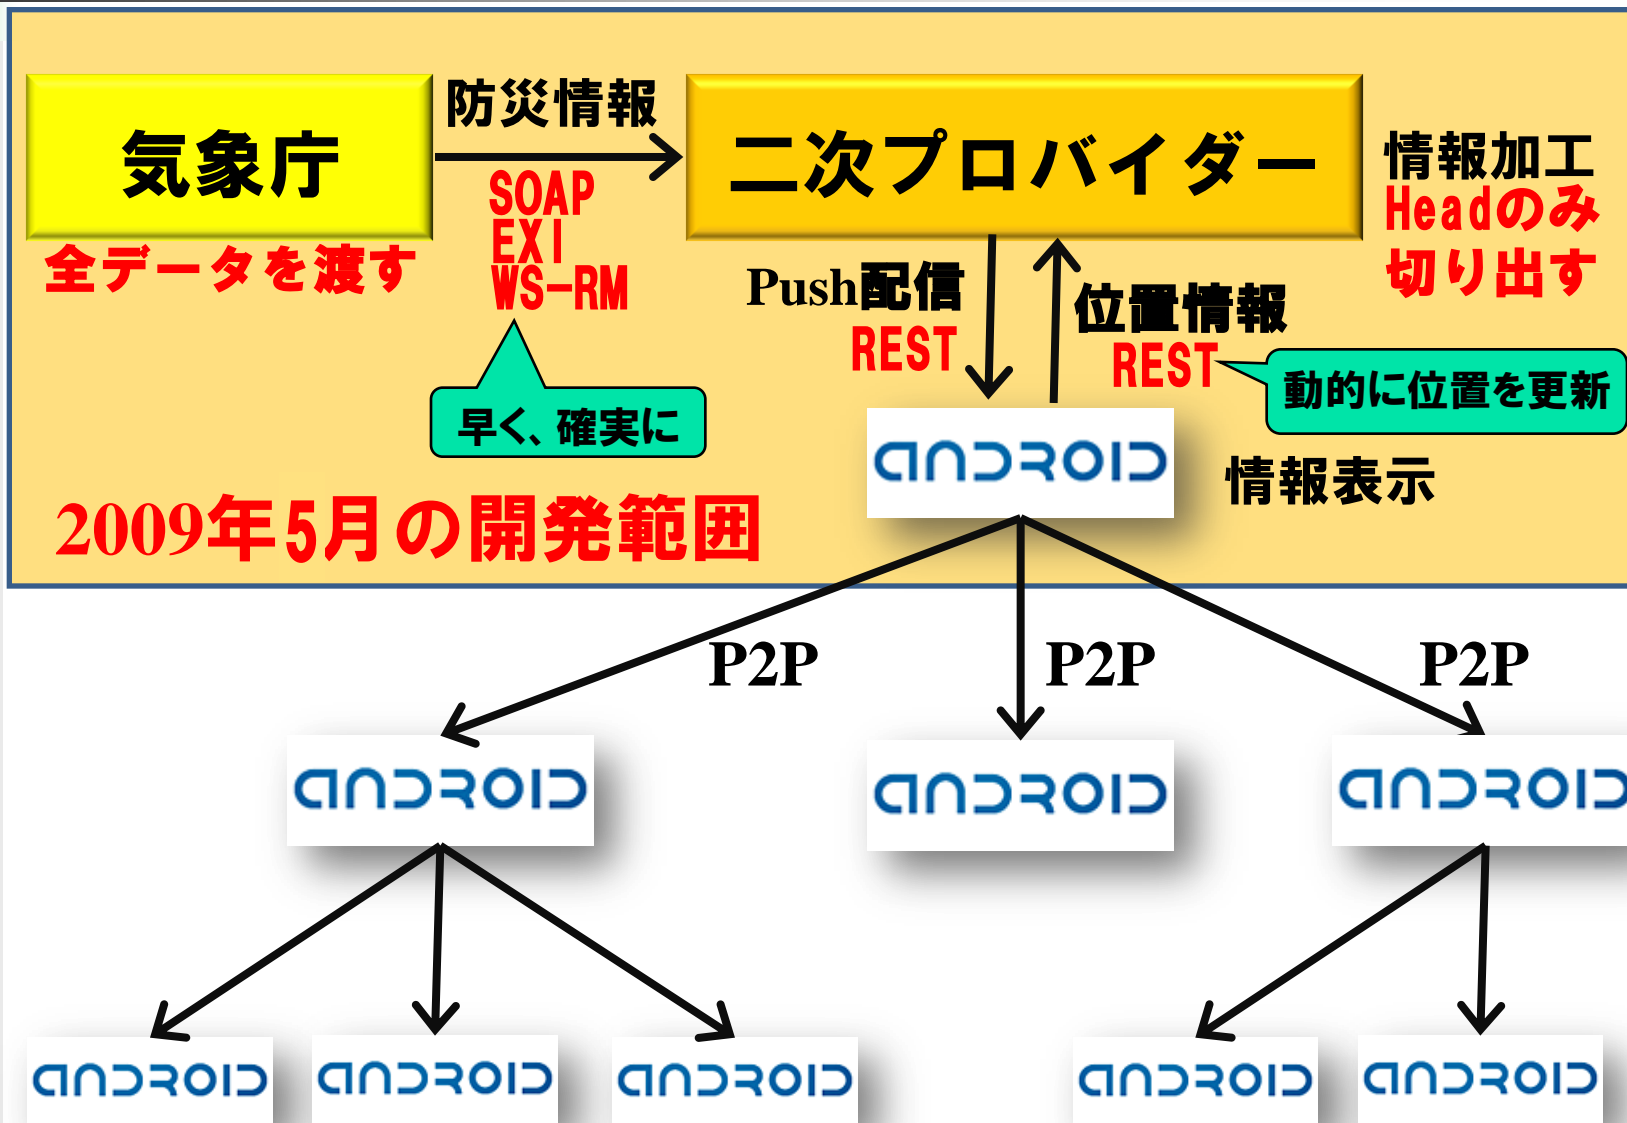 気象庁
防災情報
二次プロバイダー
情報加工
Headのみ
切り出す
全データを渡す
SOAP
EXI
WS-RM
Push配信
REST
位置情報
REST
動的に位置を更新
早く、確実に
ANDROID
情報表示
2009年5月の開発範囲
P2P
P2P
P2P
ANDROID
ANDROID
ANDROID
ANDROID
ANDROID
ANDROID
ANDROID
ANDROID